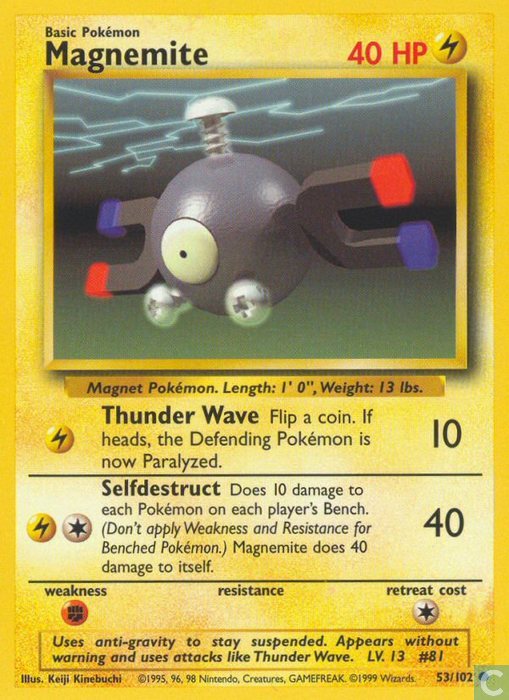 Basic Pokémon
Magnemite
40 HP
Magnet Pokémon. Length: 1' 0", Weight: 13 lbs.
Thunder Wave Flip a coin. If
heads, the Defending Pokémon is
now Paralyzed.
10
Selfdestruct Does 10 damage to
each Pokémon on each player's Bench.
(Don't apply Weakness and Resistance for
Benched Pokémon.) Magnemite does 40
damage to itself.
40
weakness
resistance
retreat cost
Uses anti-gravity to stay suspended. Appears without
warning and uses attacks like Thunder Wave. LV. 13 #81
Illus. Keiji Kinebuchi ©1995, 96, 98 Nintendo, Creatures, GAMEFREAK. ©1999 Wizards. 53/102
C